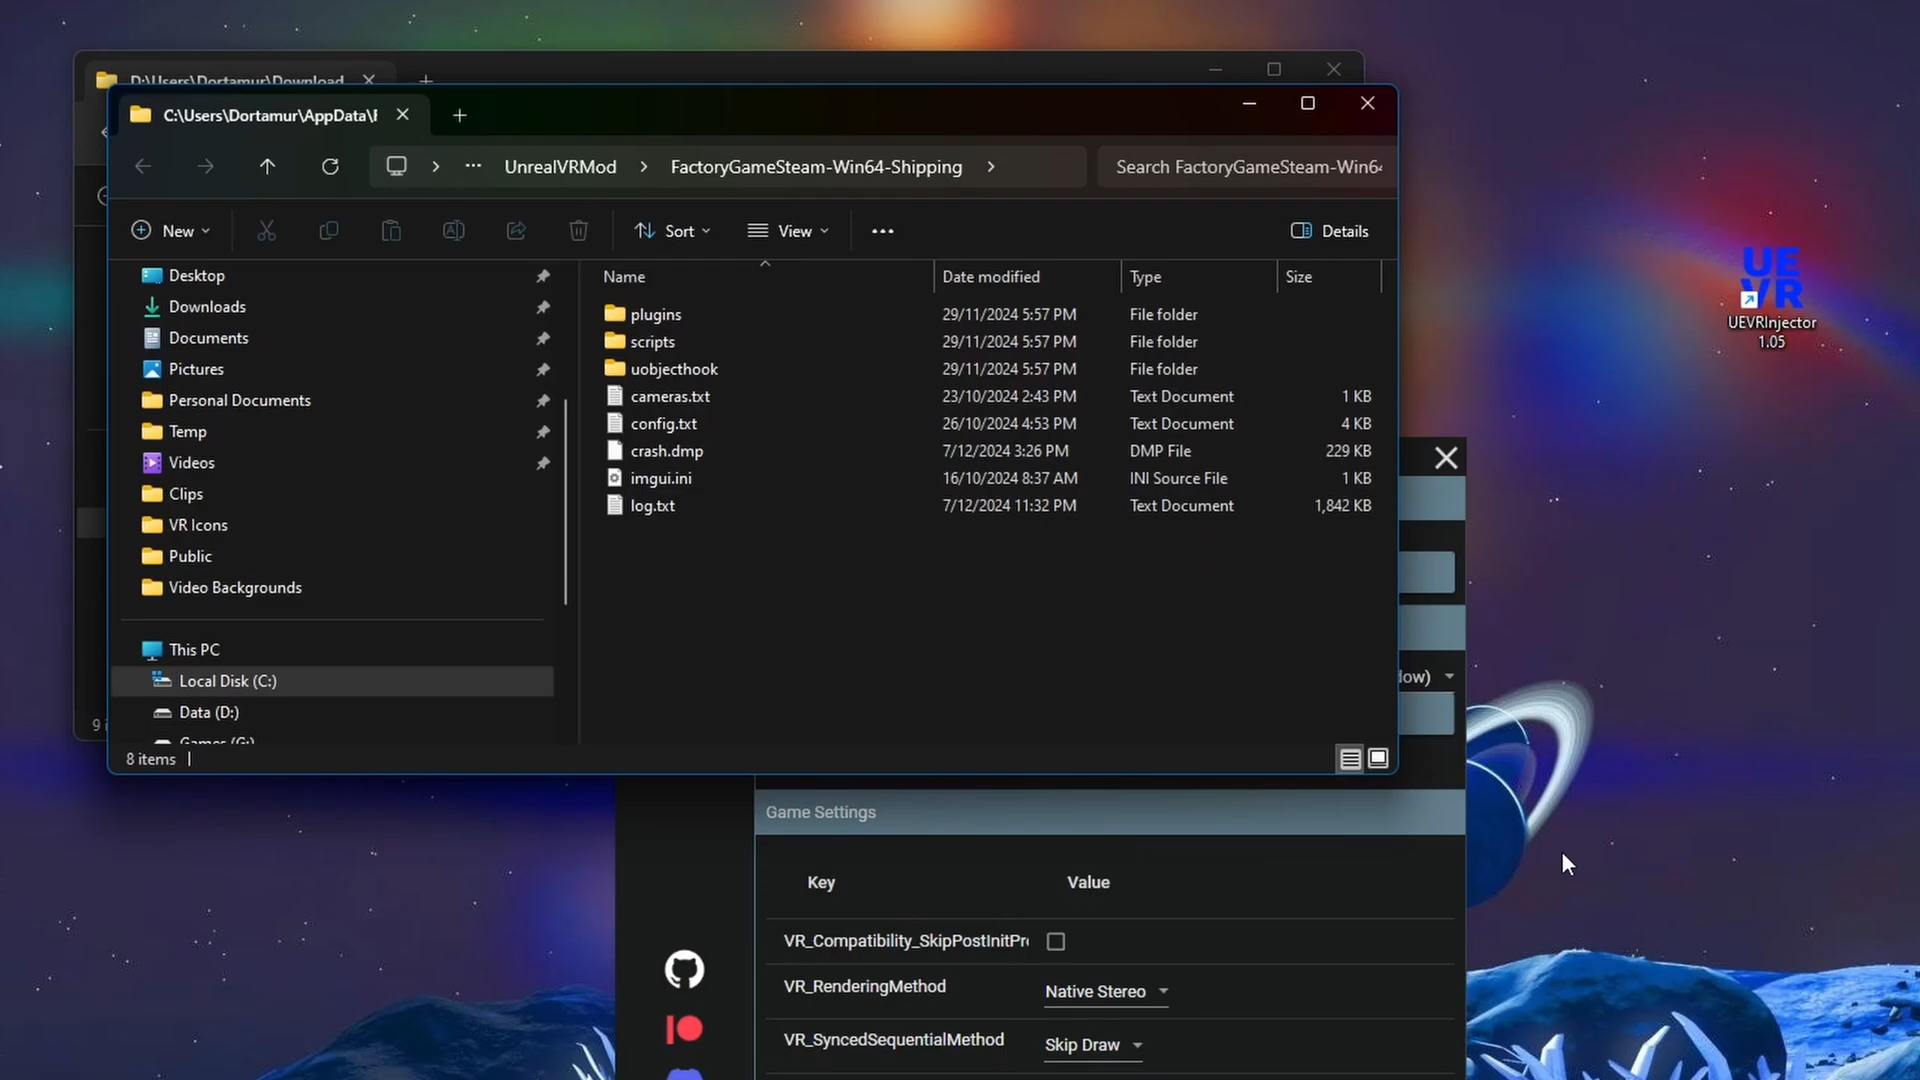 D:\Users\Dortamur\Download
C:\Users\Dortamur\AppData\
UnrealVRMod > FactoryGameSteam-Win64-Shipping >
Search FactoryGameSteam-Win64
New
Sort
View
Details
Desktop
Downloads
Documents
Pictures
Personal Documents
Temp
Videos
Clips
VR Icons
Public
Video Backgrounds
This PC
Local Disk (C:)
Data (D:)
Games (G:)
Name Date modified Type Size
plugins 29/11/2024 5:57 PM File folder
scripts 29/11/2024 5:57 PM File folder
uobjecthook 29/11/2024 5:57 PM File folder
cameras.txt 23/10/2024 2:43 PM Text Document 1 KB
config.txt 26/10/2024 4:53 PM Text Document 4 KB
crash.dmp 7/12/2024 3:26 PM DMP File 229 KB
imgui.ini 16/10/2024 8:37 AM INI Source File 1 KB
log.txt 7/12/2024 11:32 PM Text Document 1,842 KB
8 items
UE
VR
UEVRInjector
1.05
Game Settings
Key Value
VR_Compatibility_SkipPostInitPr
VR_RenderingMethod Native Stereo
VR_SyncedSequentialMethod Skip Draw